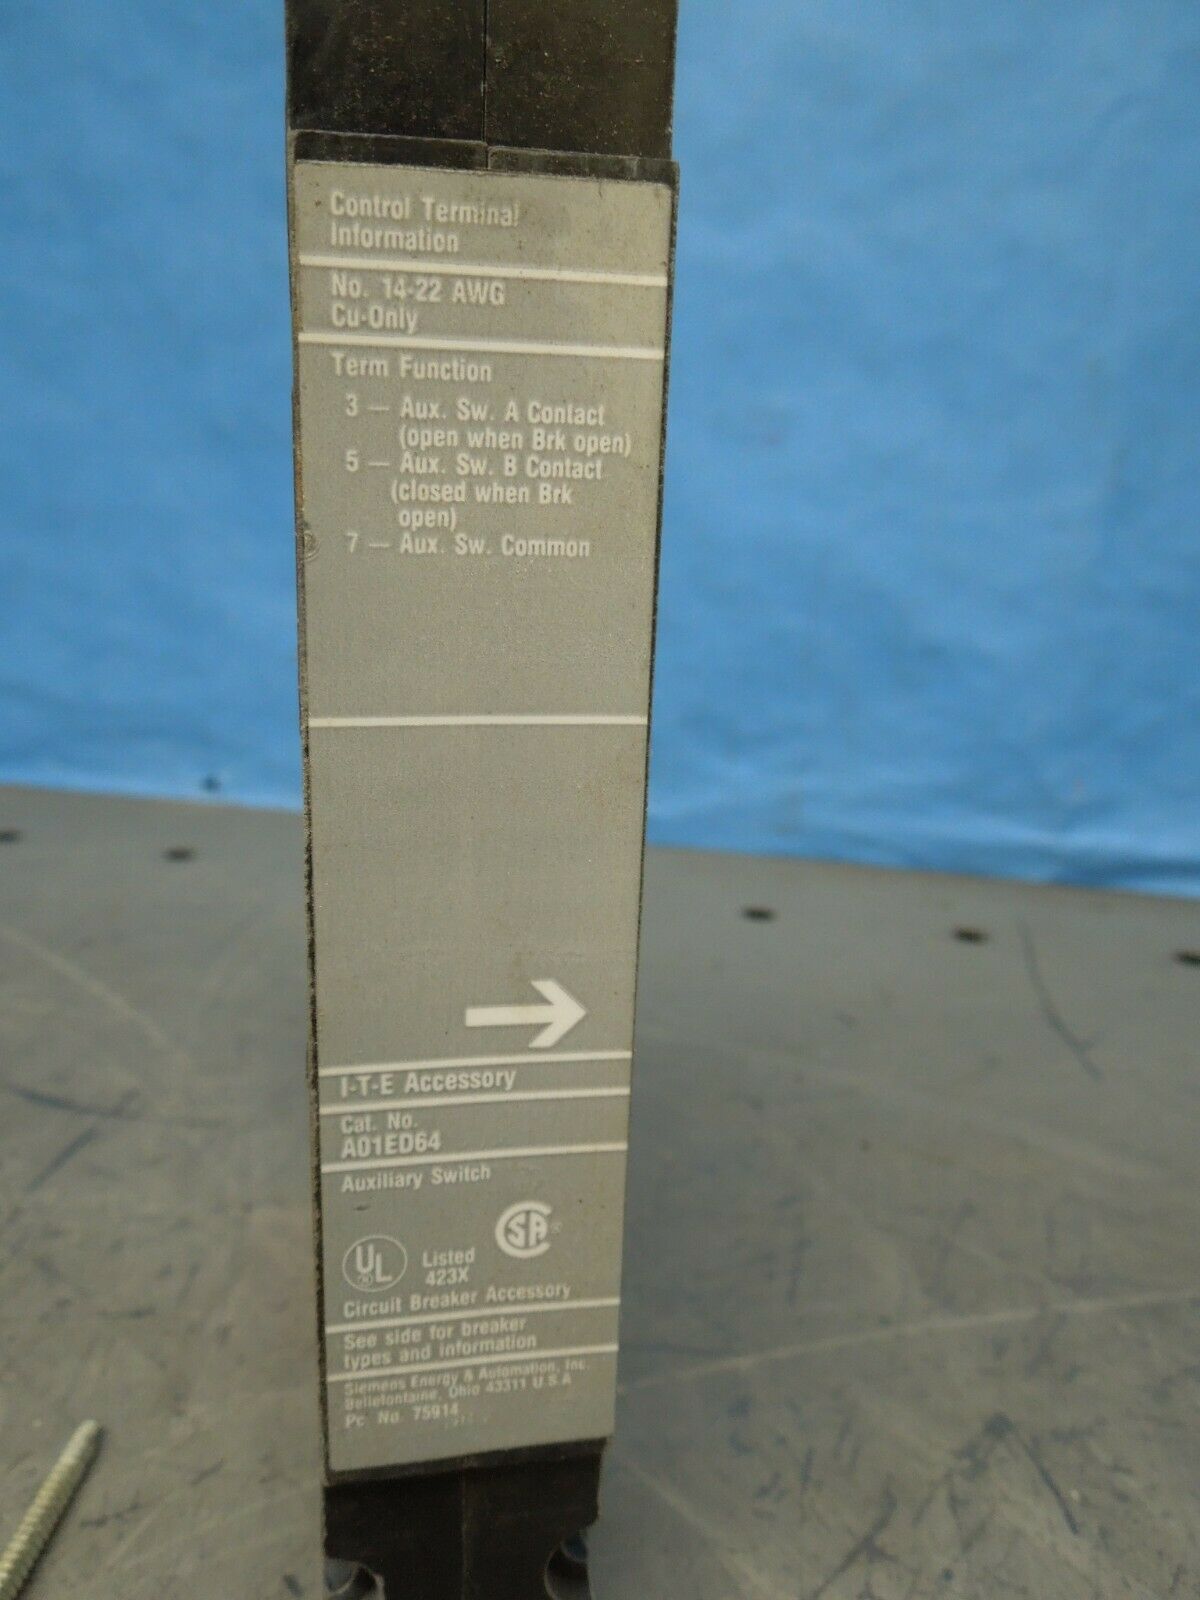 Control Terminal
Information
No. 14-22 AWG
Cu-Only
Term Function
3 — Aux. Sw. A Contact
(open when Brk open)
5 — Aux. Sw. B Contact
(closed when Brk
open)
7 — Aux. Sw. Common
I-T-E Accessory
Cat. No.
A01ED64
Auxiliary Switch
SA ®
UL ® Listed
423X
Circuit Breaker Accessory
See side for breaker
types and information
Siemens Energy & Automation, Inc.
Bellefontaine, Ohio 43311 U.S.A
Pc. No. 75914